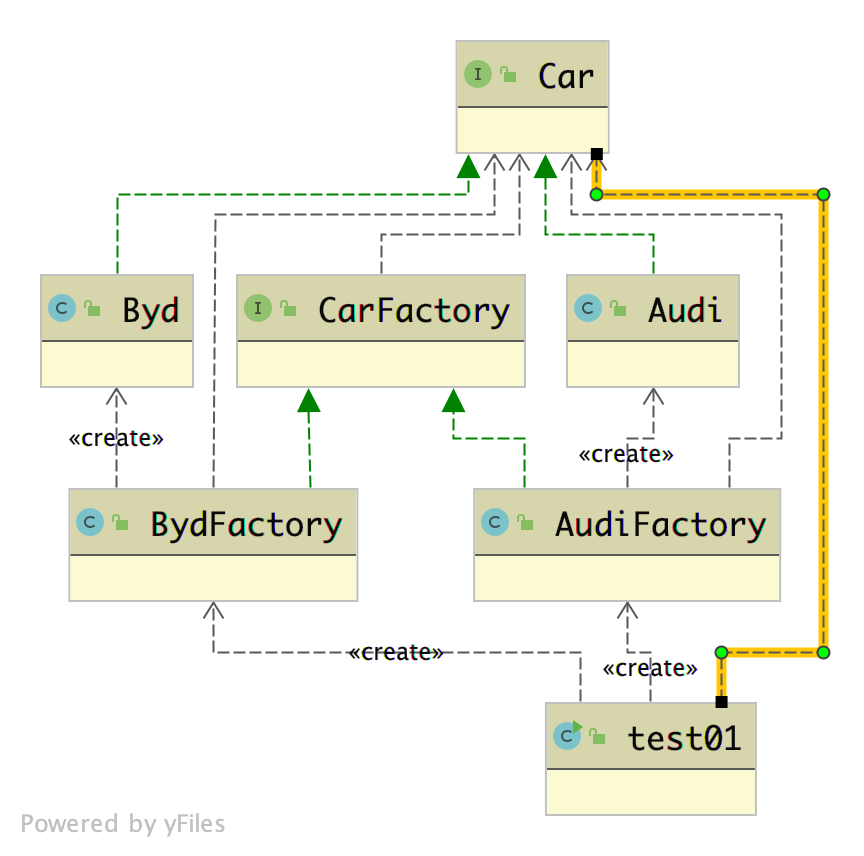 I Car
C Byd
I CarFactory
C Audi
«create»
«create»
C BydFactory
C AudiFactory
«create»
«create»
C test01
Powered by yFiles